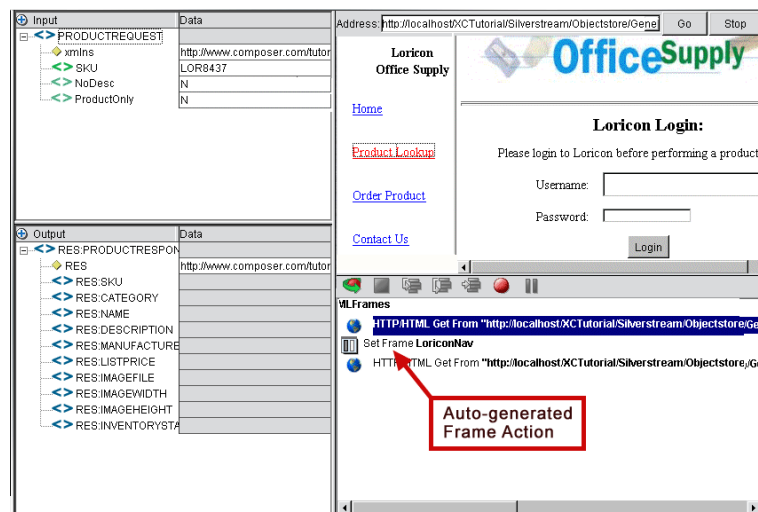 Input Data
PRODUCTREQUEST
xmlns http://www.composer.com/tutor
SKU LOR8437
NoDesc N
ProductOnly N
Output Data
RES:PRODUCTRESPON
RES http://www.composer.com/tutor
RES:SKU
RES:CATEGORY
RES:NAME
RES:DESCRIPTION
RES:MANUFACTURE
RES:LISTPRICE
RES:IMAGEFILE
RES:IMAGEWIDTH
RES:IMAGEHEIGHT
RES:INVENTORYSTA
Address: http://localhost/XCTutorial/Silverstream/Objectstore/Gene Go Stop
Loricon
Office Supply
Home
Product Lookup
Order Product
Contact Us
OfficeSupply
Loricon Login:
Please login to Loricon before performing a product
Username:
Password:
Login
MLFrames
HTTP/HTML Get From "http://localhost/XCTutorial/Silverstream/Objectstore/Ge
Set Frame LoriconNav
HTTP/HTML Get From "http://localhost/XCTutorial/Silverstream/Objectstore/Ge
Auto-generated
Frame Action